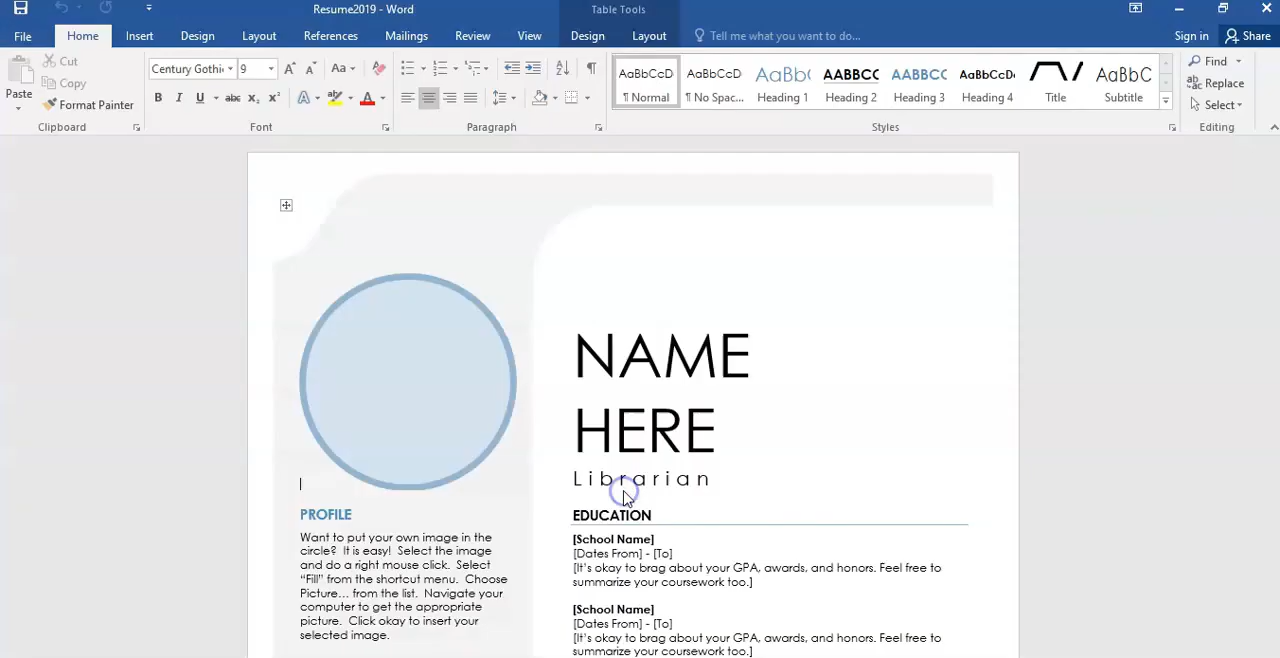 Resume2019 - Word
Table Tools
File
Home
Insert
Design
Layout
References
Mailings
Review
View
Design
Layout
Tell me what you want to do...
Sign in
Share
Paste
Cut
Copy
Format Painter
Clipboard
Century Gothi
9
Aa
B I U abc X₂ X²
A
A
Font
Paragraph
AaBbCcD
¶ Normal
AaBbCcD
¶ No Spac...
AaBb(
Heading 1
AABBCC
Heading 2
AABBCC
Heading 3
AaBbCcDc
Heading 4
Title
AaBbC
Subtitle
Styles
Find
Replace
Select
Editing
NAME
HERE
Librarian
PROFILE
Want to put your own image in the
circle? It is easy! Select the image
and do a right mouse click. Select
“Fill” from the shortcut menu. Choose
Picture… from the list. Navigate your
computer to get the appropriate
picture. Click okay to insert your
selected image.
EDUCATION
[School Name]
[Dates From] - [To]
[It’s okay to brag about your GPA, awards, and honors. Feel free to
summarize your coursework too.]
[School Name]
[Dates From] - [To]
[It’s okay to brag about your GPA, awards, and honors. Feel free to
summarize your coursework too.]